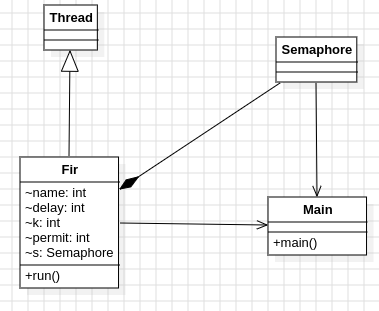 Thread
Semaphore
Fir
~name: int
~delay: int
~k: int
~permit: int
~s: Semaphore
+run()
Main
+main()